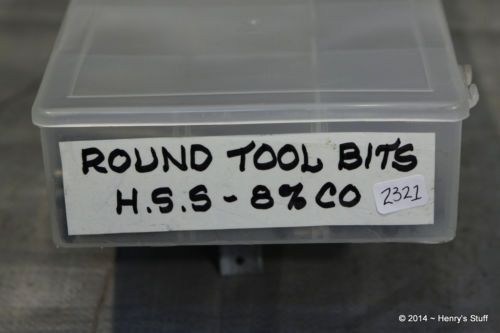 ROUND TOOL BITS
H.S.S - 8% CO
2321
© 2014 ~ Henry's Stuff